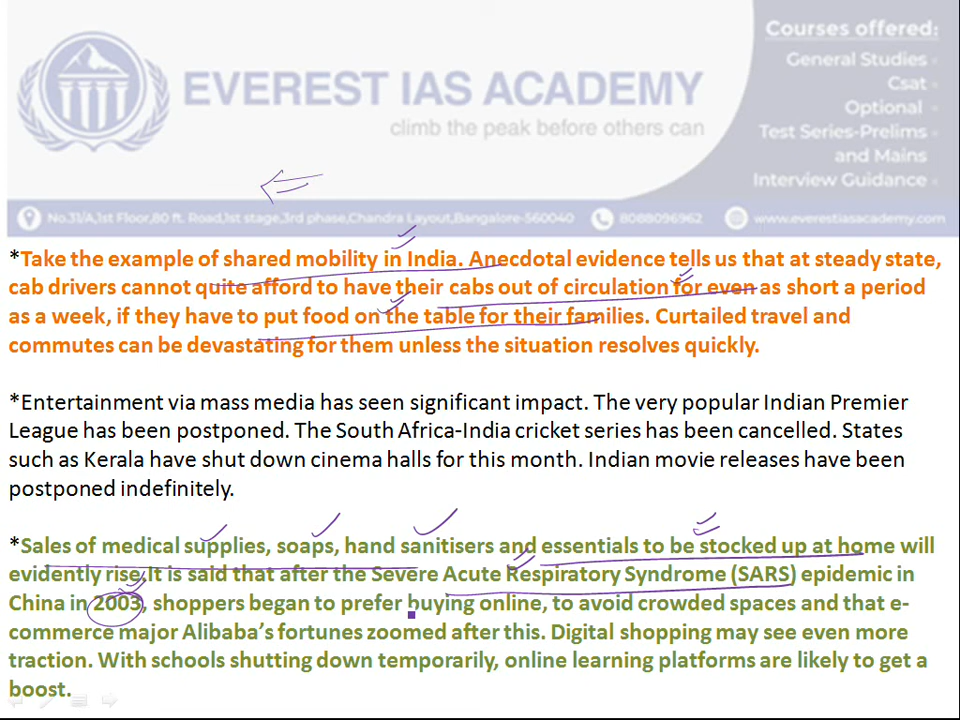 Courses offered:
General Studies
Csat
Optional
Test Series-Prelims
and Mains
Interview Guidance
EVEREST IAS ACADEMY
climb the peak before others can
No.31/A,1st Floor,80 ft. Road,1st stage,3rd phase,Chandra Layout,Bangalore-560040 8088096962 www.everestiasacademy.com
*Take the example of shared mobility in India. Anecdotal evidence tells us that at steady state,
cab drivers cannot quite afford to have their cabs out of circulation for even as short a period
as a week, if they have to put food on the table for their families. Curtailed travel and
commutes can be devastating for them unless the situation resolves quickly.
*Entertainment via mass media has seen significant impact. The very popular Indian Premier
League has been postponed. The South Africa-India cricket series has been cancelled. States
such as Kerala have shut down cinema halls for this month. Indian movie releases have been
postponed indefinitely.
*Sales of medical supplies, soaps, hand sanitisers and essentials to be stocked up at home will
evidently rise.It is said that after the Severe Acute Respiratory Syndrome (SARS) epidemic in
China in 2003, shoppers began to prefer buying online, to avoid crowded spaces and that e-
commerce major Alibaba's fortunes zoomed after this. Digital shopping may see even more
traction. With schools shutting down temporarily, online learning platforms are likely to get a
boost.